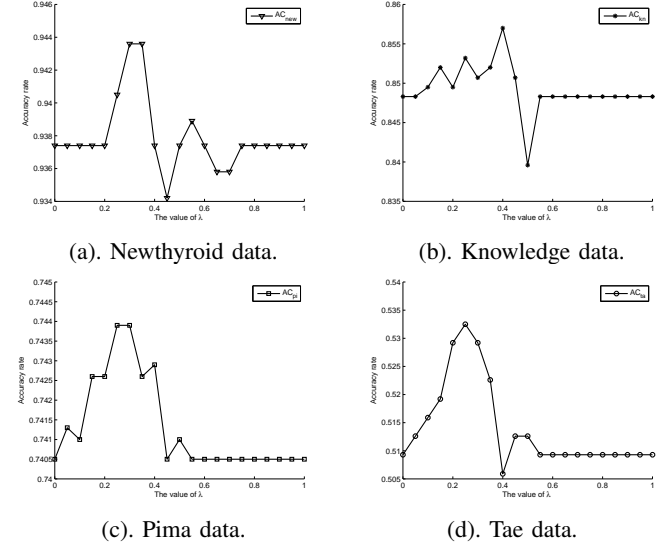 0.946
0.944
0.942
0.94
0.938
0.936
0.934
0 0.2 0.4 0.6 0.8 1
Accuracy rate
The value of λ
AC_new
(a). Newthyroid data.
0.86
0.855
0.85
0.845
0.84
0.835
0 0.2 0.4 0.6 0.8 1
Accuracy rate
The value of λ
AC_kn
(b). Knowledge data.
0.745
0.7445
0.744
0.7435
0.743
0.7425
0.742
0.7415
0.741
0.7405
0.74
0 0.2 0.4 0.6 0.8 1
Accuracy rate
The value of λ
AC_pi
(c). Pima data.
0.54
0.535
0.53
0.525
0.52
0.515
0.51
0.505
0 0.2 0.4 0.6 0.8 1
Accuracy rate
The value of λ
AC_ta
(d). Tae data.